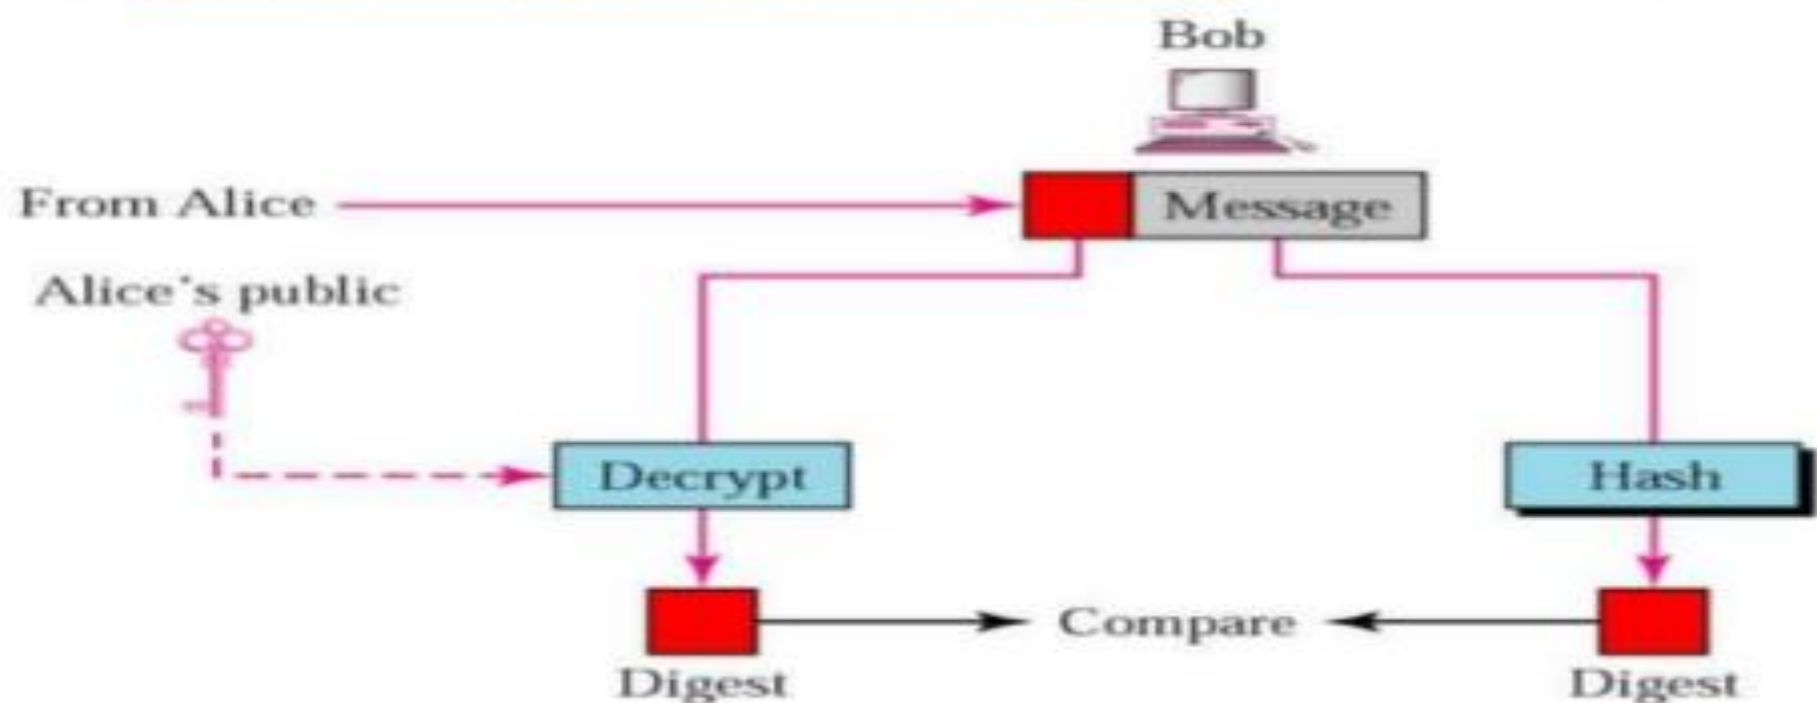 Bob
From Alice
Message
Alice's public
Decrypt
Hash
Compare
Digest
Digest